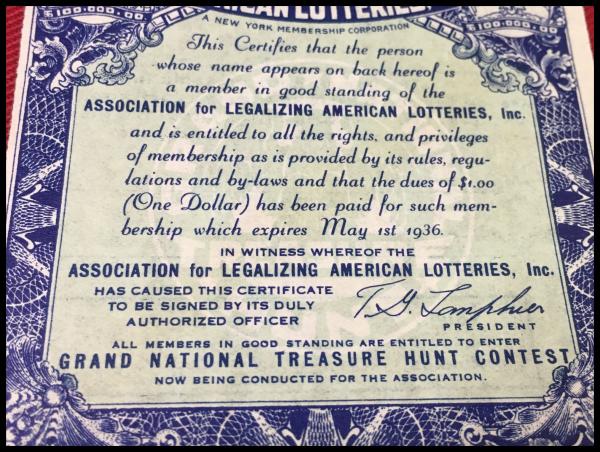 AMERICAN LOTTERIES,
A NEW YORK MEMBERSHIP CORPORATION
This Certifies that the person
whose name appears on back hereof is
a member in good standing of the
ASSOCIATION for LEGALIZING AMERICAN LOTTERIES, Inc.
and is entitled to all the rights, and privileges
of membership as is provided by its rules, regu-
lations and by-laws and that the dues of $1.00
(One Dollar) has been paid for such mem-
bership which expires May 1st 1936.
IN WITNESS WHEREOF THE
ASSOCIATION for LEGALIZING AMERICAN LOTTERIES, Inc.
HAS CAUSED THIS CERTIFICATE
TO BE SIGNED BY ITS DULY
AUTHORIZED OFFICER
T. G. Lanphier
PRESIDENT
ALL MEMBERS IN GOOD STANDING ARE ENTITLED TO ENTER
GRAND NATIONAL TREASURE HUNT CONTEST
NOW BEING CONDUCTED FOR THE ASSOCIATION.